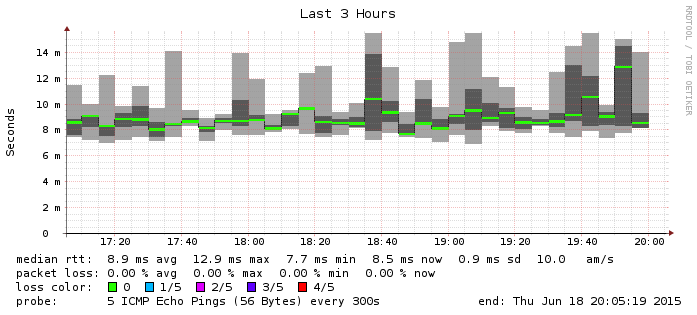 Last 3 Hours
RRDTOOL / TOBI OETIKER
Seconds
14 m
12 m
10 m
8 m
6 m
4 m
2 m
0
17:20 17:40 18:00 18:20 18:40 19:00 19:20 19:40 20:00
median rtt: 8.9 ms avg 12.9 ms max 7.7 ms min 8.5 ms now 0.9 ms sd 10.0 am/s
packet loss: 0.00 % avg 0.00 % max 0.00 % min 0.00 % now
loss color: 0 1/5 2/5 3/5 4/5
probe: 5 ICMP Echo Pings (56 Bytes) every 300s end: Thu Jun 18 20:05:19 2015